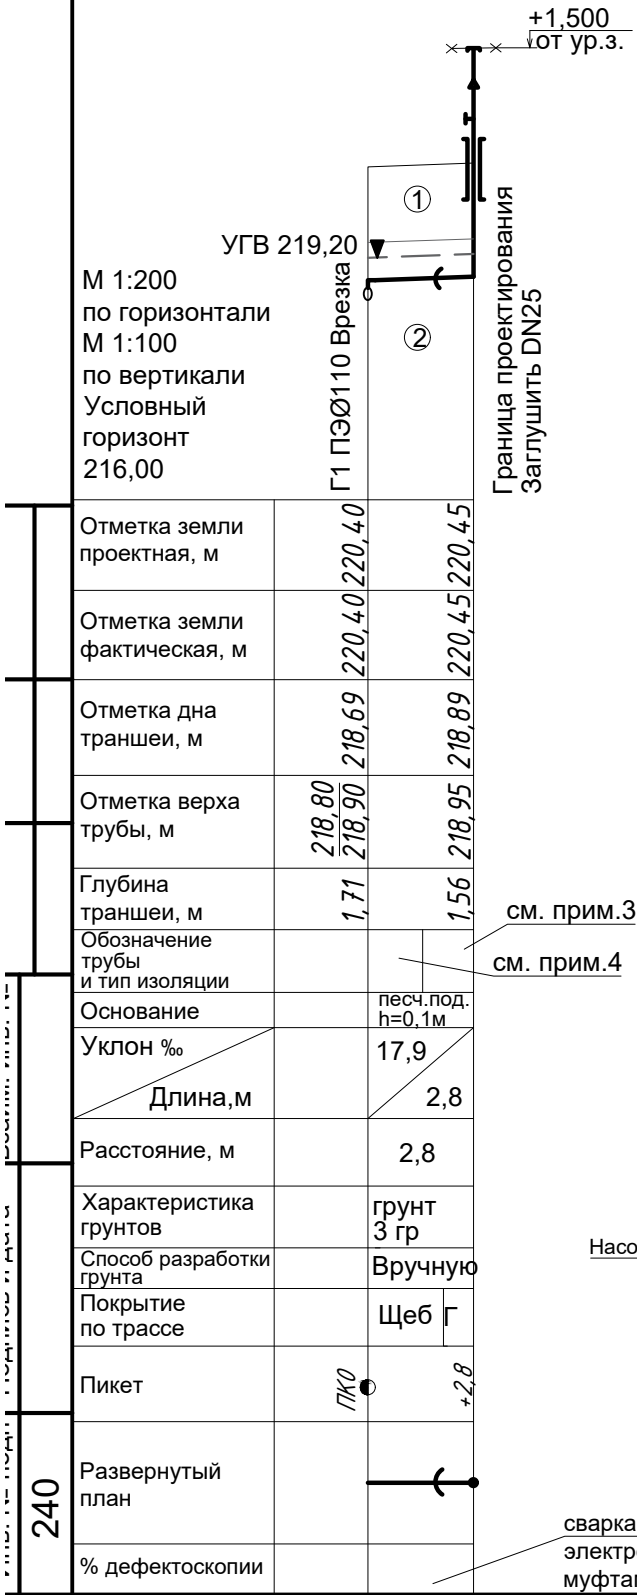 +1,500
от ур.з.
1
УГВ 219,20
М 1:200
по горизонтали
М 1:100
по вертикали
Условный
горизонт
216,00
2
Г1 ПЭØ110 Врезка
Граница проектирования
Заглушить DN25
Отметка земли
проектная, м
220,40
220,45
Отметка земли
фактическая, м
220,40
220,45
Отметка дна
траншеи, м
218,69
218,89
Отметка верха
трубы, м
218,80
218,90
218,95
Глубина
траншеи, м
1,71
1,56
см. прим.3
Обозначение
трубы
и тип изоляции
см. прим.4
Основание
песч.под.
h=0,1м
Уклон ‰
17,9
Длина,м
2,8
Расстояние, м
2,8
Характеристика
грунтов
грунт
3 гр
Насо
Способ разработки
грунта
Вручную
Покрытие
по трассе
Щеб Г
Пикет
ПК0
+2,8
Развернутый
план
240
% дефектоскопии
сварка
электро
муфтам